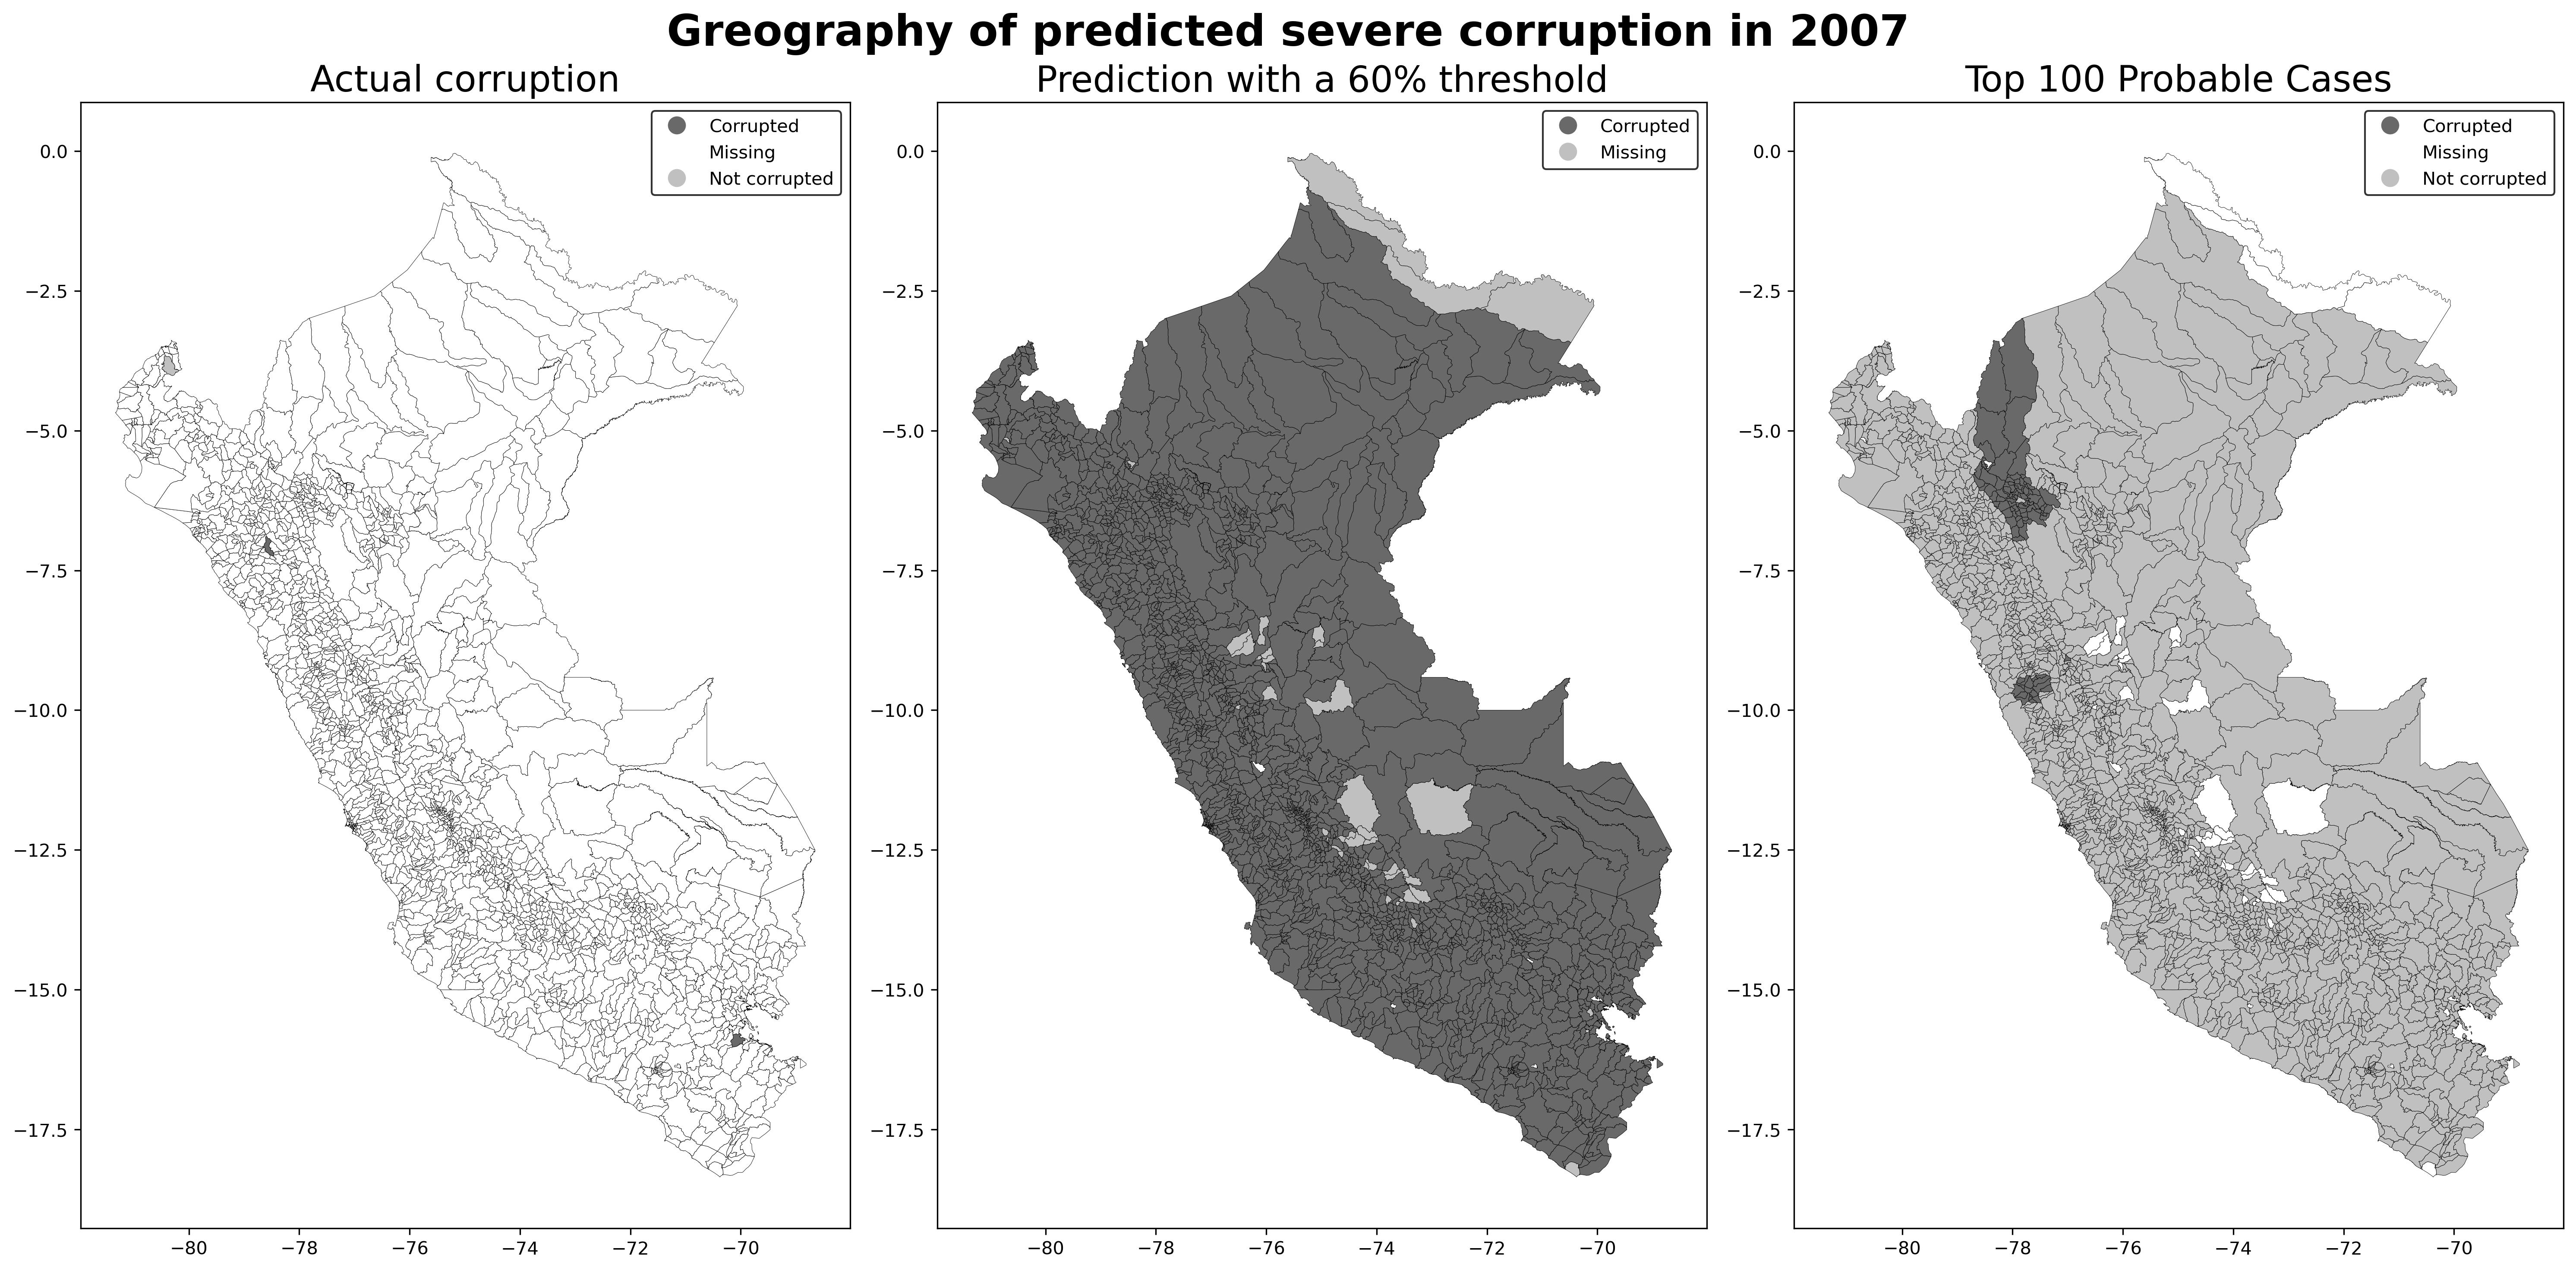 Greography of predicted severe corruption in 2007
Actual corruption
Corrupted
Missing
Not corrupted
0.0
−2.5
−5.0
−7.5
−10.0
−12.5
−15.0
−17.5
−80 −78 −76 −74 −72 −70
Prediction with a 60% threshold
Corrupted
Missing
0.0
−2.5
−5.0
−7.5
−10.0
−12.5
−15.0
−17.5
−80 −78 −76 −74 −72 −70
Top 100 Probable Cases
Corrupted
Missing
Not corrupted
0.0
−2.5
−5.0
−7.5
−10.0
−12.5
−15.0
−17.5
−80 −78 −76 −74 −72 −70